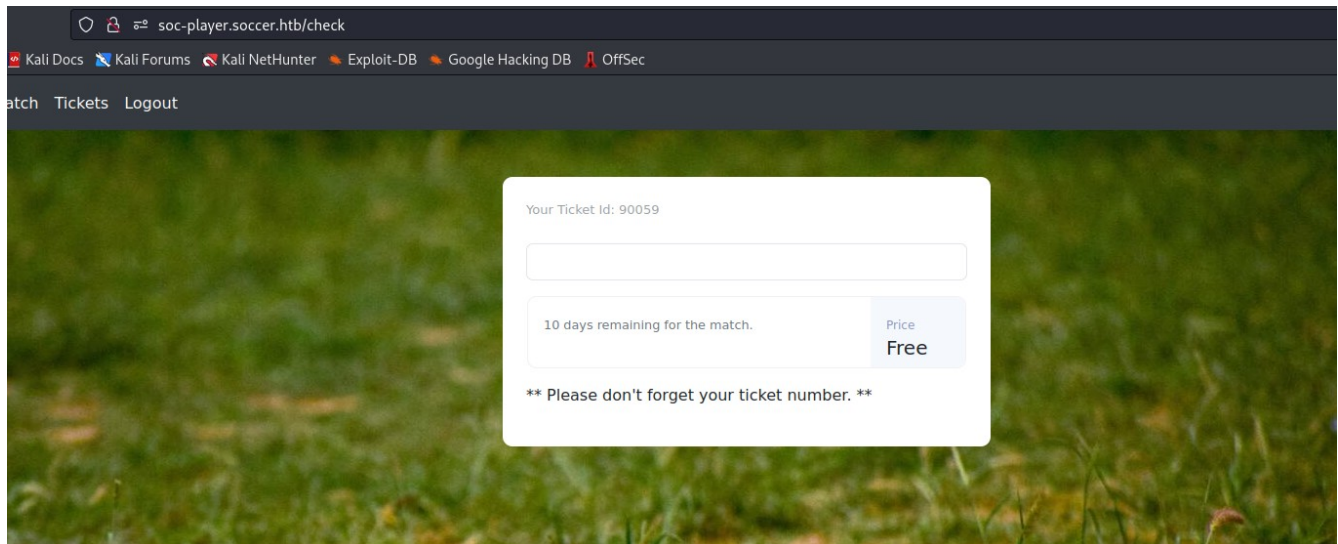 soc-player.soccer.htb/check
Kali Docs Kali Forums Kali NetHunter Exploit-DB Google Hacking DB OffSec
atch Tickets Logout
Your Ticket Id: 90059
10 days remaining for the match.
Price
Free
** Please don't forget your ticket number. **